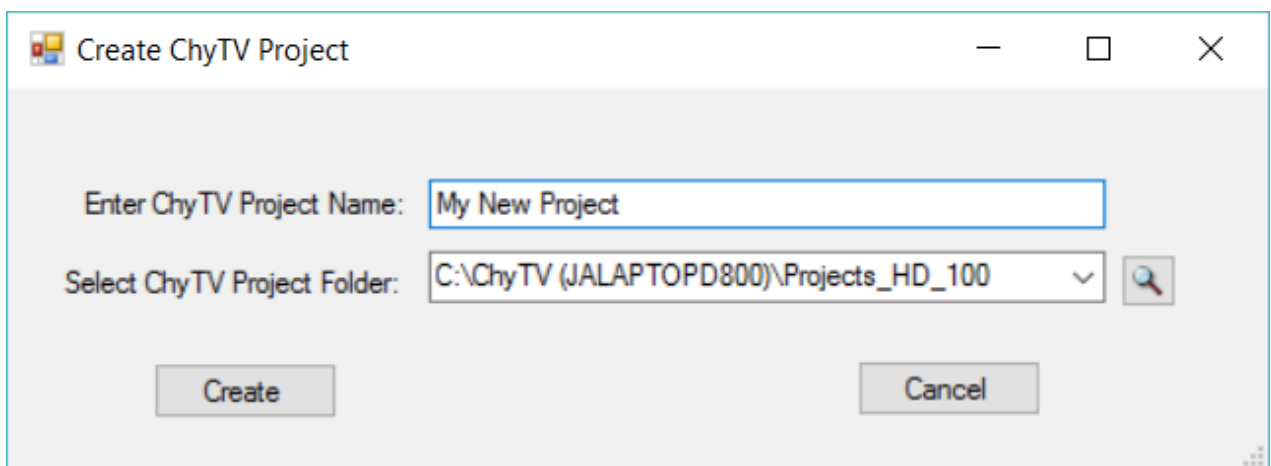 Create ChyTV Project
Enter ChyTV Project Name: My New Project
Select ChyTV Project Folder: C:\ChyTV (JALAPTOPD800)\Projects_HD_100
Create Cancel